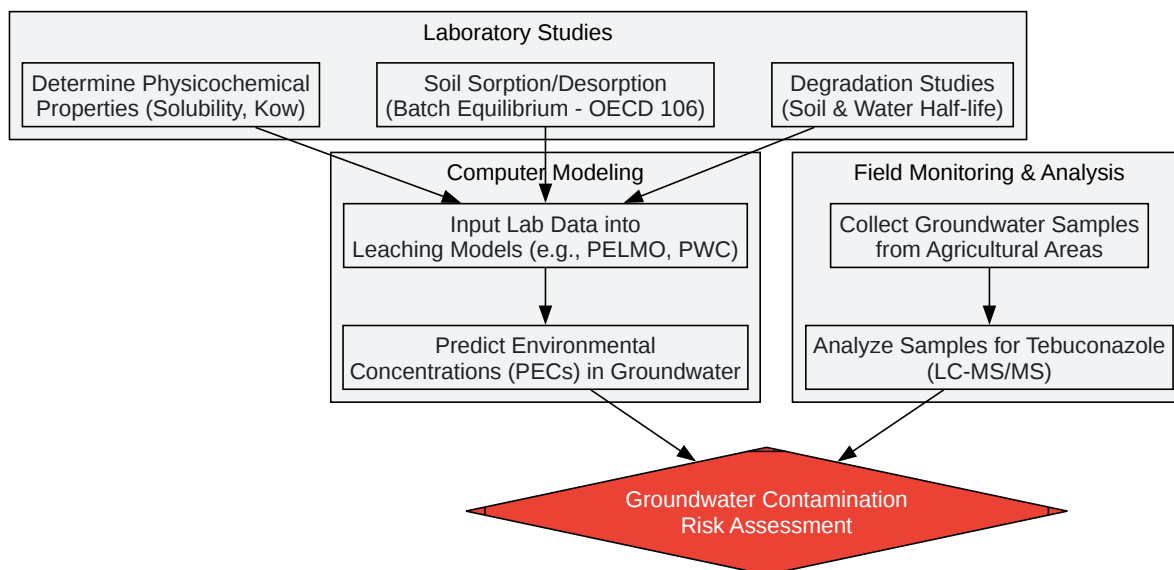 Laboratory Studies
Determine Physicochemical
Properties (Solubility, Kow)
Soil Sorption/Desorption
(Batch Equilibrium - OECD 106)
Degradation Studies
(Soil & Water Half-life)
Computer Modeling
Input Lab Data into
Leaching Models (e.g., PELMO, PWC)
Predict Environmental
Concentrations (PECs) in Groundwater
Field Monitoring & Analysis
Collect Groundwater Samples
from Agricultural Areas
Analyze Samples for Tebuconazole
(LC-MS/MS)
Groundwater Contamination
Risk Assessment